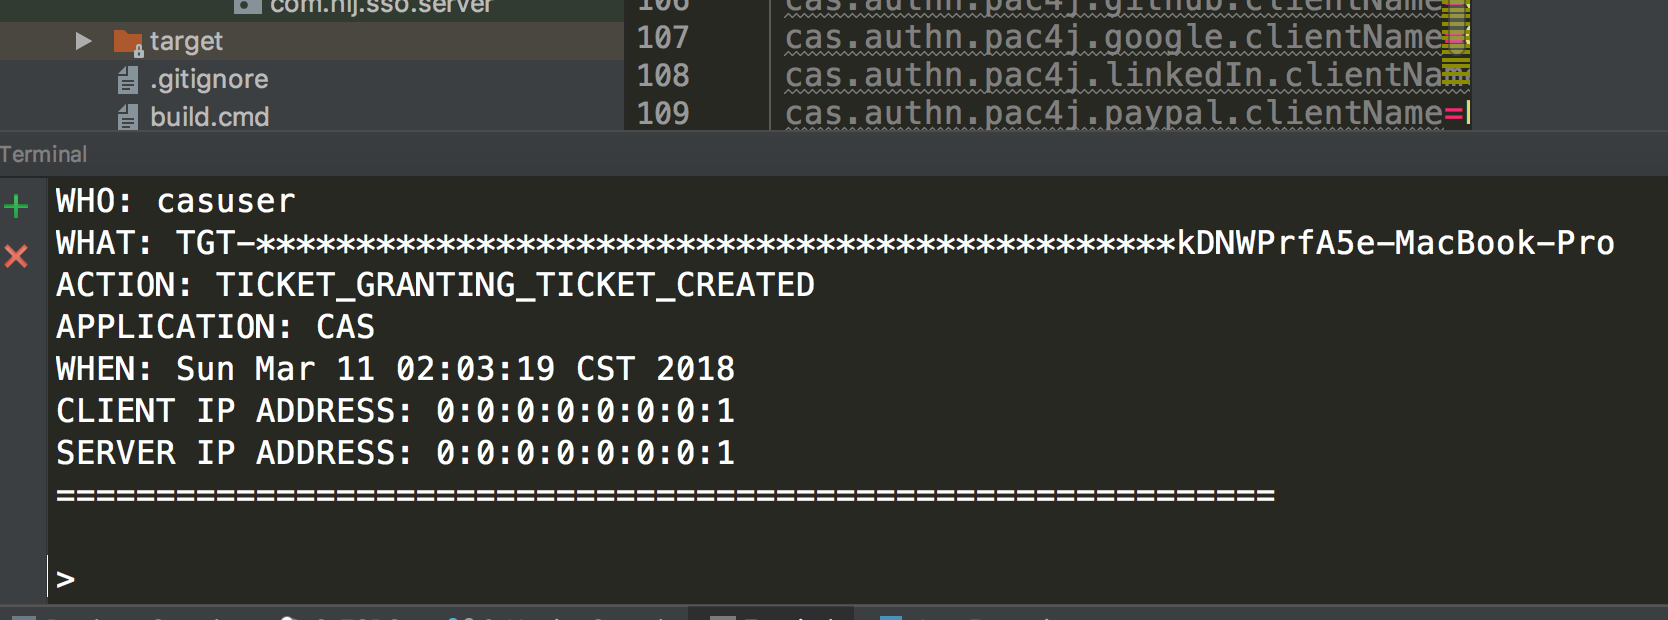 com.hlj.sso.server
target
.gitignore
build.cmd
106 cas.authn.pac4j.github.clientName
107 cas.authn.pac4j.google.clientName
108 cas.authn.pac4j.linkedIn.clientNam
109 cas.authn.pac4j.paypal.clientName=
Terminal
WHO: casuser
WHAT: TGT-**********************************************kDNWPrfA5e-MacBook-Pro
ACTION: TICKET_GRANTING_TICKET_CREATED
APPLICATION: CAS
WHEN: Sun Mar 11 02:03:19 CST 2018
CLIENT IP ADDRESS: 0:0:0:0:0:0:0:1
SERVER IP ADDRESS: 0:0:0:0:0:0:0:1
=============================================================
>